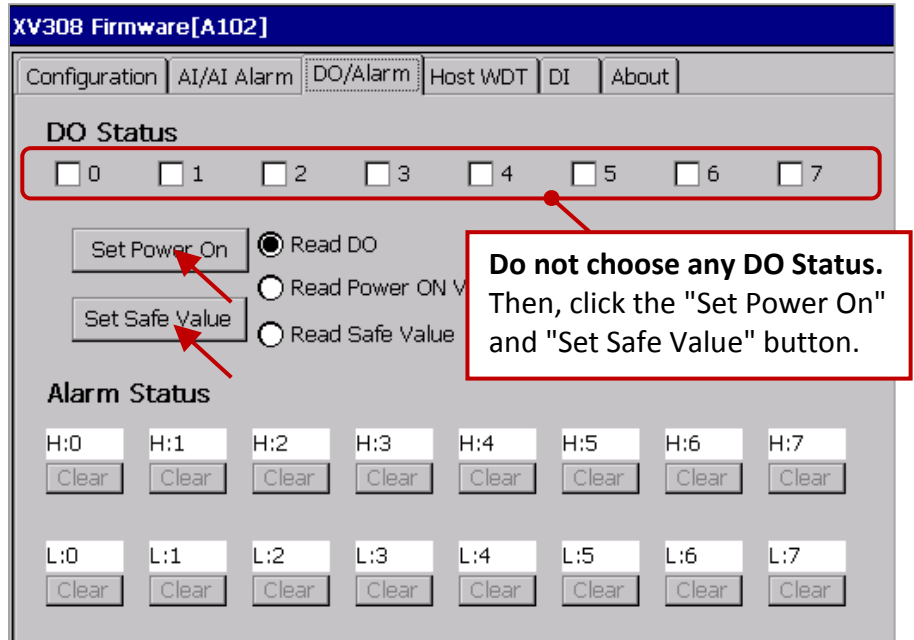 XV308 Firmware[A102]
Configuration AI/AI Alarm DO/Alarm Host WDT DI About
DO Status
0 1 2 3 4 5 6 7
Set Power On
Read DO
Read Power ON V
Set Safe Value
Read Safe Value
Do not choose any DO Status.
Then, click the "Set Power On"
and "Set Safe Value" button.
Alarm Status
H:0 H:1 H:2 H:3 H:4 H:5 H:6 H:7
Clear Clear Clear Clear Clear Clear Clear Clear
L:0 L:1 L:2 L:3 L:4 L:5 L:6 L:7
Clear Clear Clear Clear Clear Clear Clear Clear